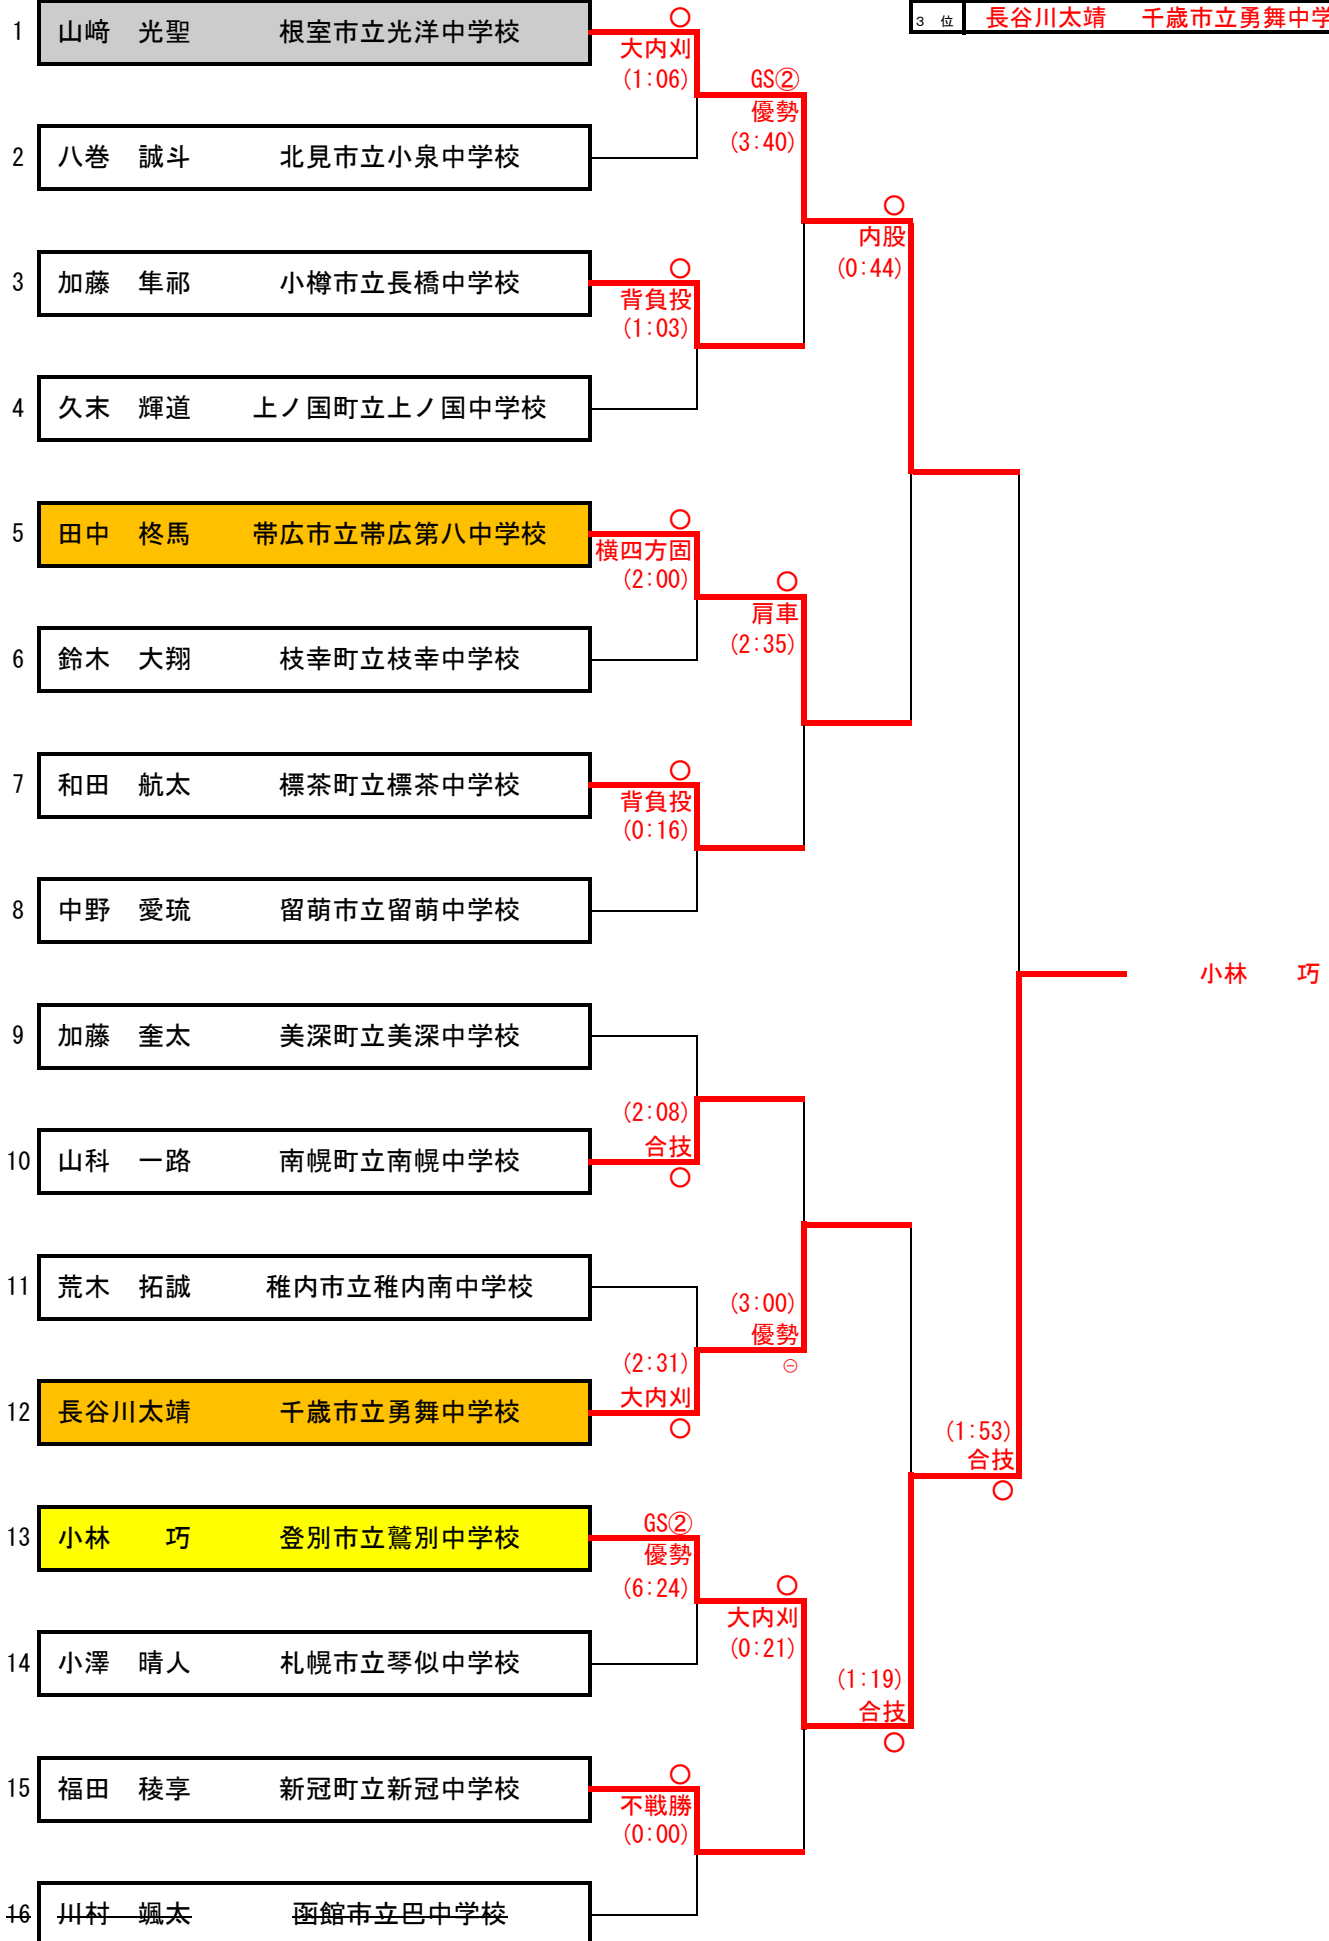 3 位 長谷川太靖 千歳市立勇舞中学
1 山﨑 光聖 根室市立光洋中学校
○
大内刈
(1:06)
GS②
優勢
(3:40)
2 八巻 誠斗 北見市立小泉中学校
○
内股
(0:44)
3 加藤 隼祁 小樽市立長橋中学校
○
背負投
(1:03)
4 久末 輝道 上ノ国町立上ノ国中学校
5 田中 柊馬 帯広市立帯広第八中学校
○
横四方固
(2:00)
○
肩車
(2:35)
6 鈴木 大翔 枝幸町立枝幸中学校
7 和田 航太 標茶町立標茶中学校
○
背負投
(0:16)
8 中野 愛琉 留萌市立留萌中学校
小林 巧
9 加藤 奎太 美深町立美深中学校
(2:08)
合技
○
10 山科 一路 南幌町立南幌中学校
11 荒木 拓誠 稚内市立稚内南中学校
(3:00)
優勢
㊀
(2:31)
大内刈
○
12 長谷川太靖 千歳市立勇舞中学校
(1:53)
合技
○
13 小林 巧 登別市立鷲別中学校
GS②
優勢
(6:24)
○
大内刈
(0:21)
14 小澤 晴人 札幌市立琴似中学校
(1:19)
合技
○
15 福田 稜享 新冠町立新冠中学校
○
不戦勝
(0:00)
16 川村 颯太 函館市立巴中学校